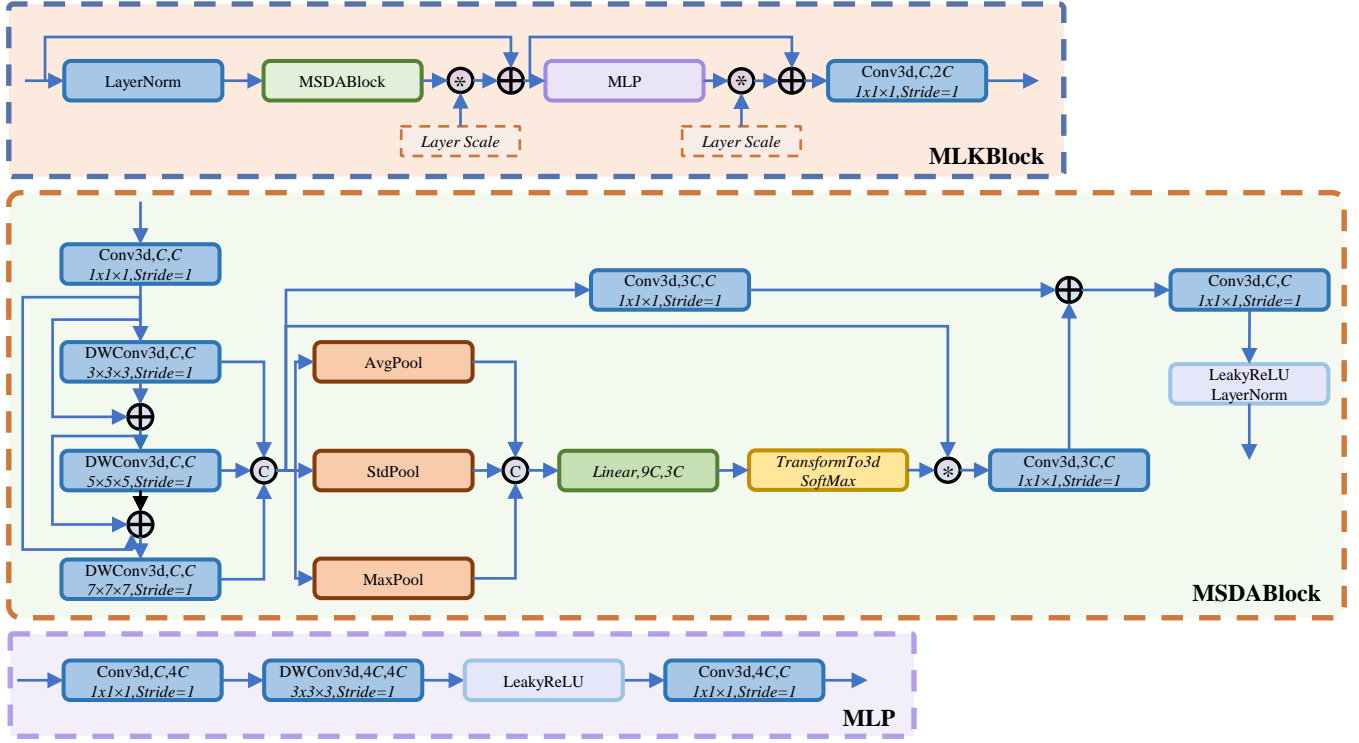 LayerNorm
MSDABlock
*
MLP
*
Conv3d,C,2C
1x1×1,Stride=1
Layer Scale
Layer Scale
MLKBlock
Conv3d,C,C
1x1×1,Stride=1
Conv3d,3C,C
1x1×1,Stride=1
Conv3d,C,C
1x1×1,Stride=1
DWConv3d,C,C
3×3×3,Stride=1
AvgPool
LeakyReLU
LayerNorm
DWConv3d,C,C
5×5×5,Stride=1
C
StdPool
C
Linear,9C,3C
TransformTo3d
SoftMax
*
Conv3d,3C,C
1x1×1,Stride=1
DWConv3d,C,C
7×7×7,Stride=1
MaxPool
MSDABlock
Conv3d,C,4C
1x1×1,Stride=1
DWConv3d,4C,4C
3x3×3,Stride=1
LeakyReLU
Conv3d,4C,C
1x1×1,Stride=1
MLP